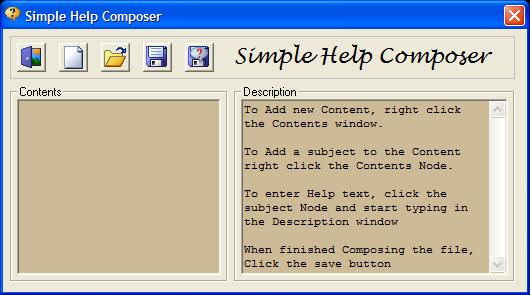 Simple Help Composer
Simple Help Composer
Contents
Description
To Add new Content, right click
the Contents window.
To Add a subject to the Content
right click the Contents Node.
To enter Help text, click the
subject Node and start typing in
the Description window
When finished Composing the file,
Click the save button